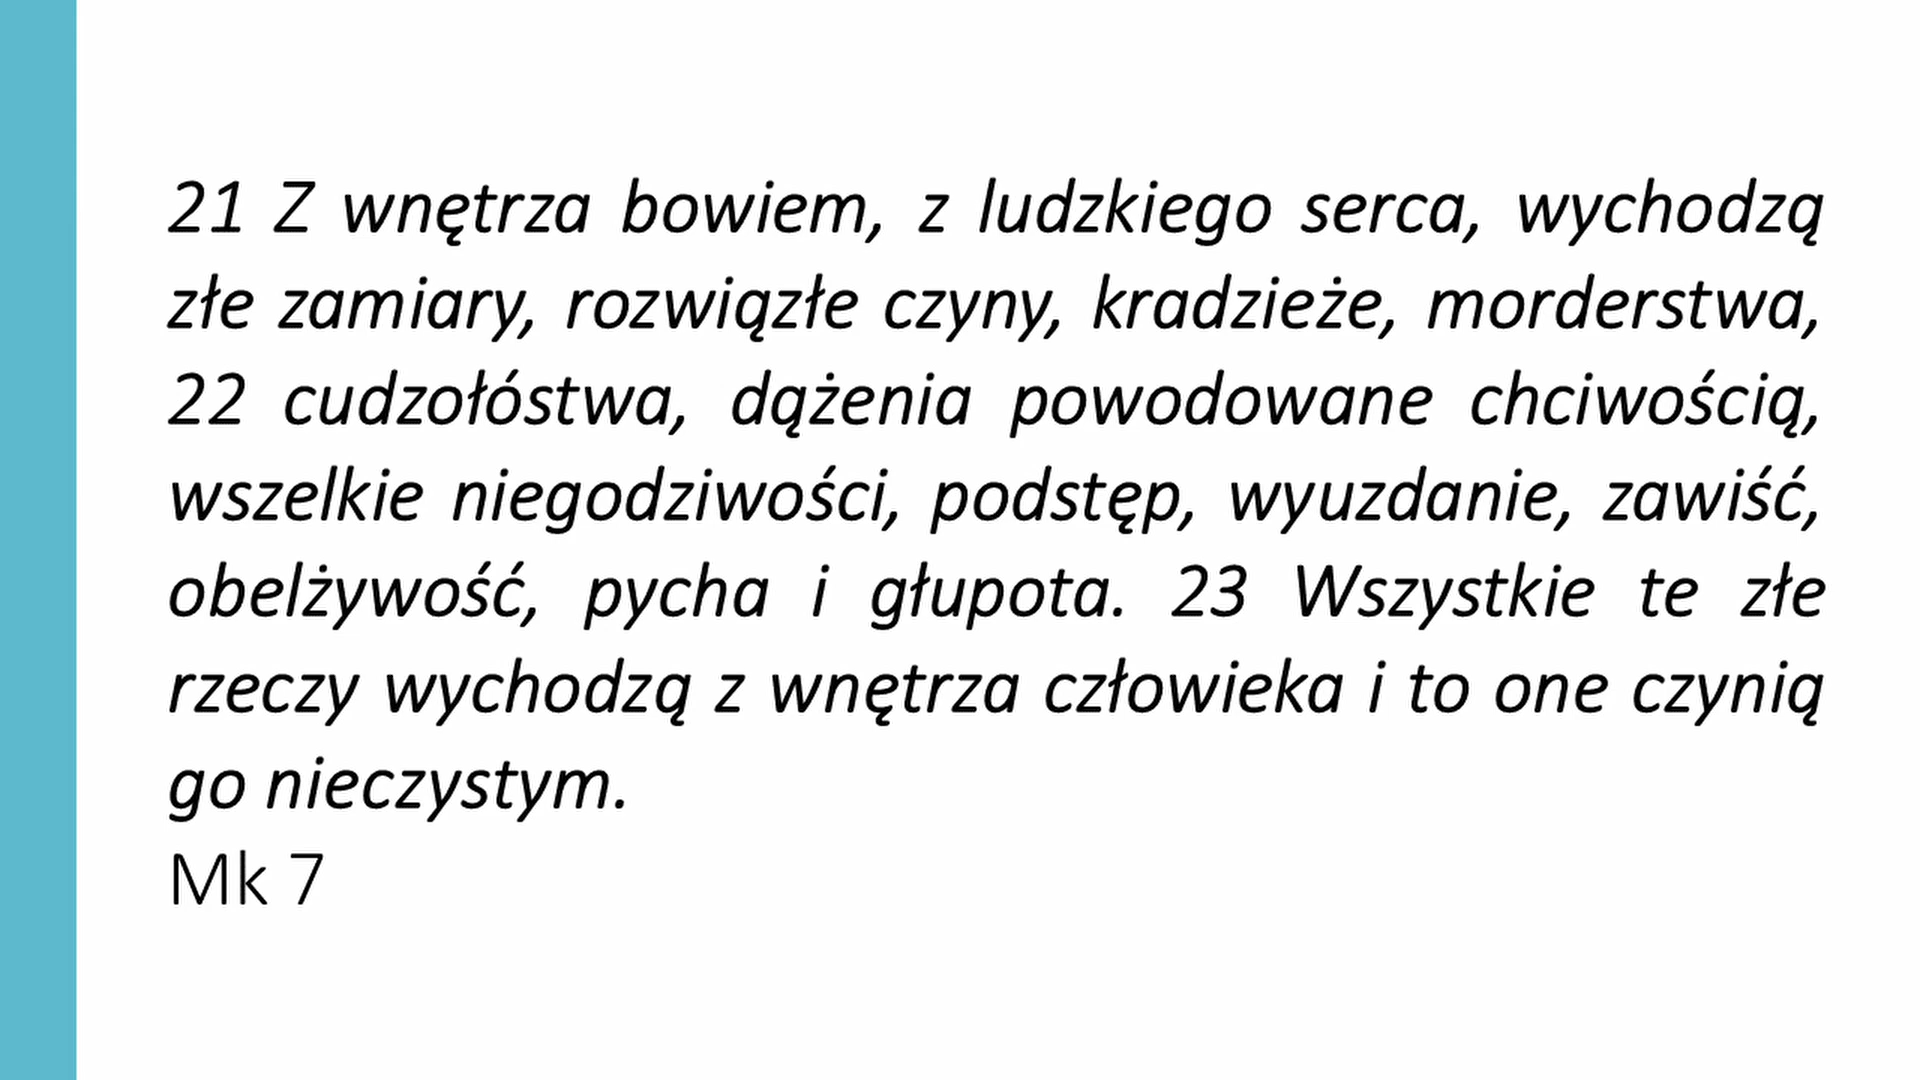 21 Z wnętrza bowiem, z ludzkiego serca, wychodzą
złe zamiary, rozwiązłe czyny, kradzieże, morderstwa,
22 cudzołóstwa, dążenia powodowane chciwością,
wszelkie niegodziwości, podstęp, wyuzdanie, zawiść,
obelżywość, pycha i głupota. 23 Wszystkie te złe
rzeczy wychodzą z wnętrza człowieka i to one czynią
go nieczystym.
Mk 7